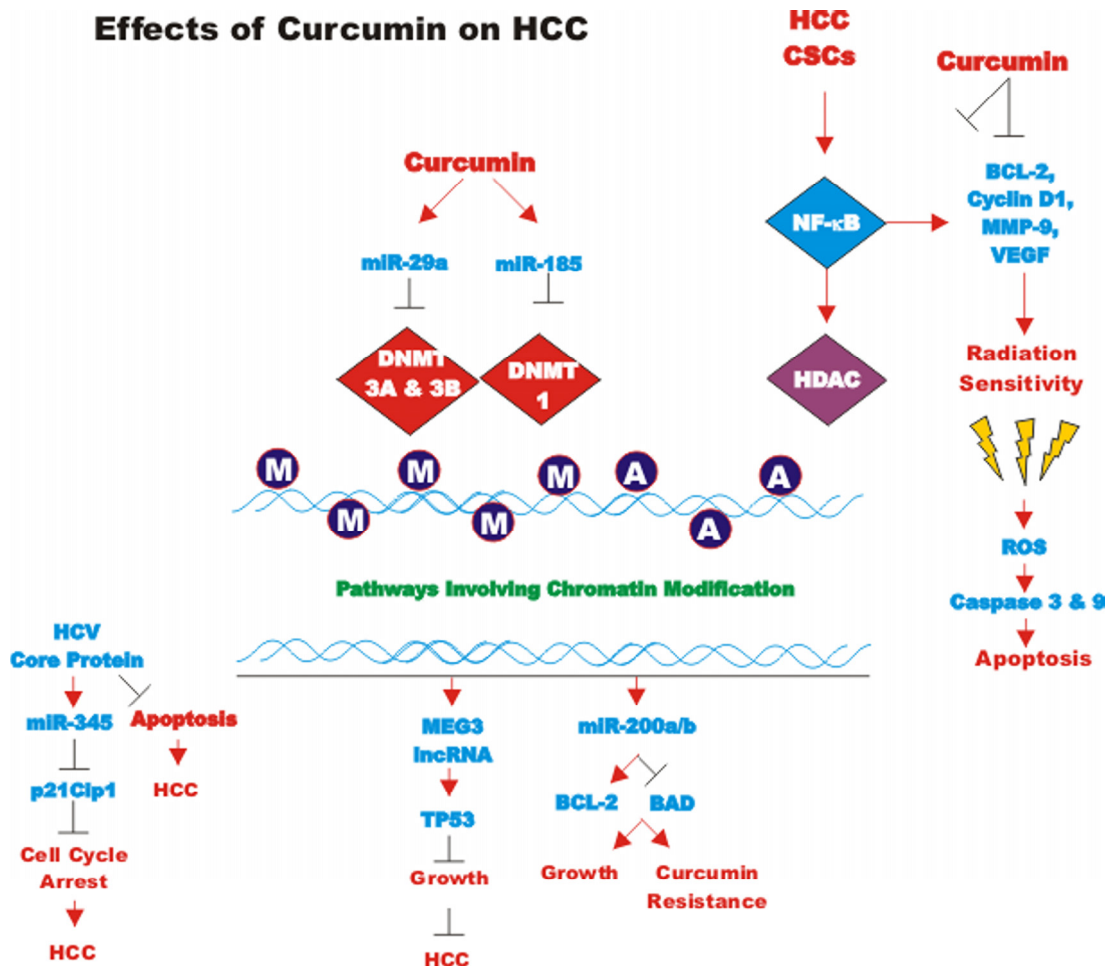 Effects of Curcumin on HCC
HCC
CSCs
Curcumin
Curcumin
BCL-2,
Cyclin D1,
MMP-9,
VEGF
NF-κB
miR-29a
miR-185
DNMT
3A & 3B
DNMT
1
HDAC
Radiation
Sensitivity
M
M
M
M
M
A
A
A
ROS
Caspase 3 & 9
Apoptosis
Pathways Involving Chromatin Modification
HCV
Core Protein
miR-345
Apoptosis
HCC
p21Cip1
Cell Cycle
Arrest
HCC
MEG3
lncRNA
TP53
Growth
HCC
miR-200a/b
BCL-2
BAD
Growth
Curcumin
Resistance